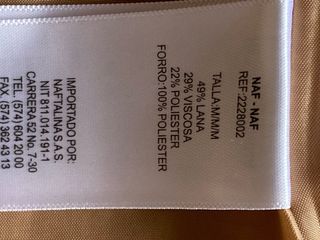 NAF - NAF
REF:2228002
TALLA:M/M/M
49% LANA
29% VISCOSA
22% POLIESTER
FORRO:100% POLIESTER
IMPORTADO POR:
NAFTALINA S A S.
NIT 811.014.191-1
CARRERA 52 No. 7-30
TEL. (574) 604 20 00
FAX. (574) 362 43 13